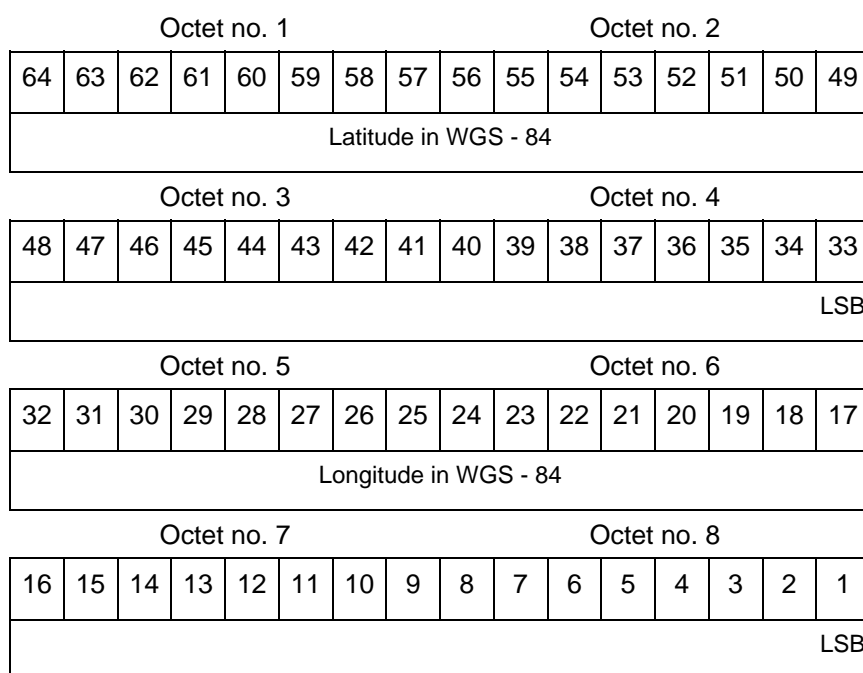 Octet no. 1 Octet no. 2
64 63 62 61 60 59 58 57 56 55 54 53 52 51 50 49
Latitude in WGS - 84
Octet no. 3 Octet no. 4
48 47 46 45 44 43 42 41 40 39 38 37 36 35 34 33
LSB
Octet no. 5 Octet no. 6
32 31 30 29 28 27 26 25 24 23 22 21 20 19 18 17
Longitude in WGS - 84
Octet no. 7 Octet no. 8
16 15 14 13 12 11 10 9 8 7 6 5 4 3 2 1
LSB